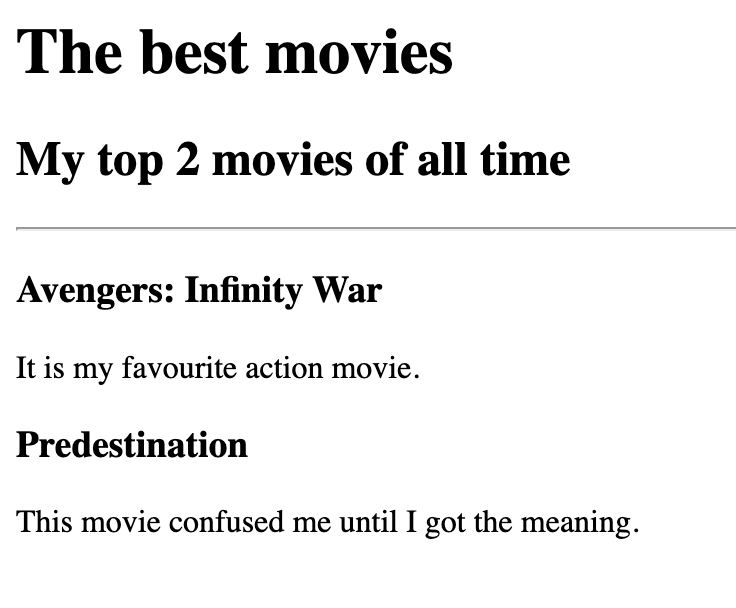 The best movies
My top 2 movies of all time
Avengers: Infinity War
It is my favourite action movie.
Predestination
This movie confused me until I got the meaning.